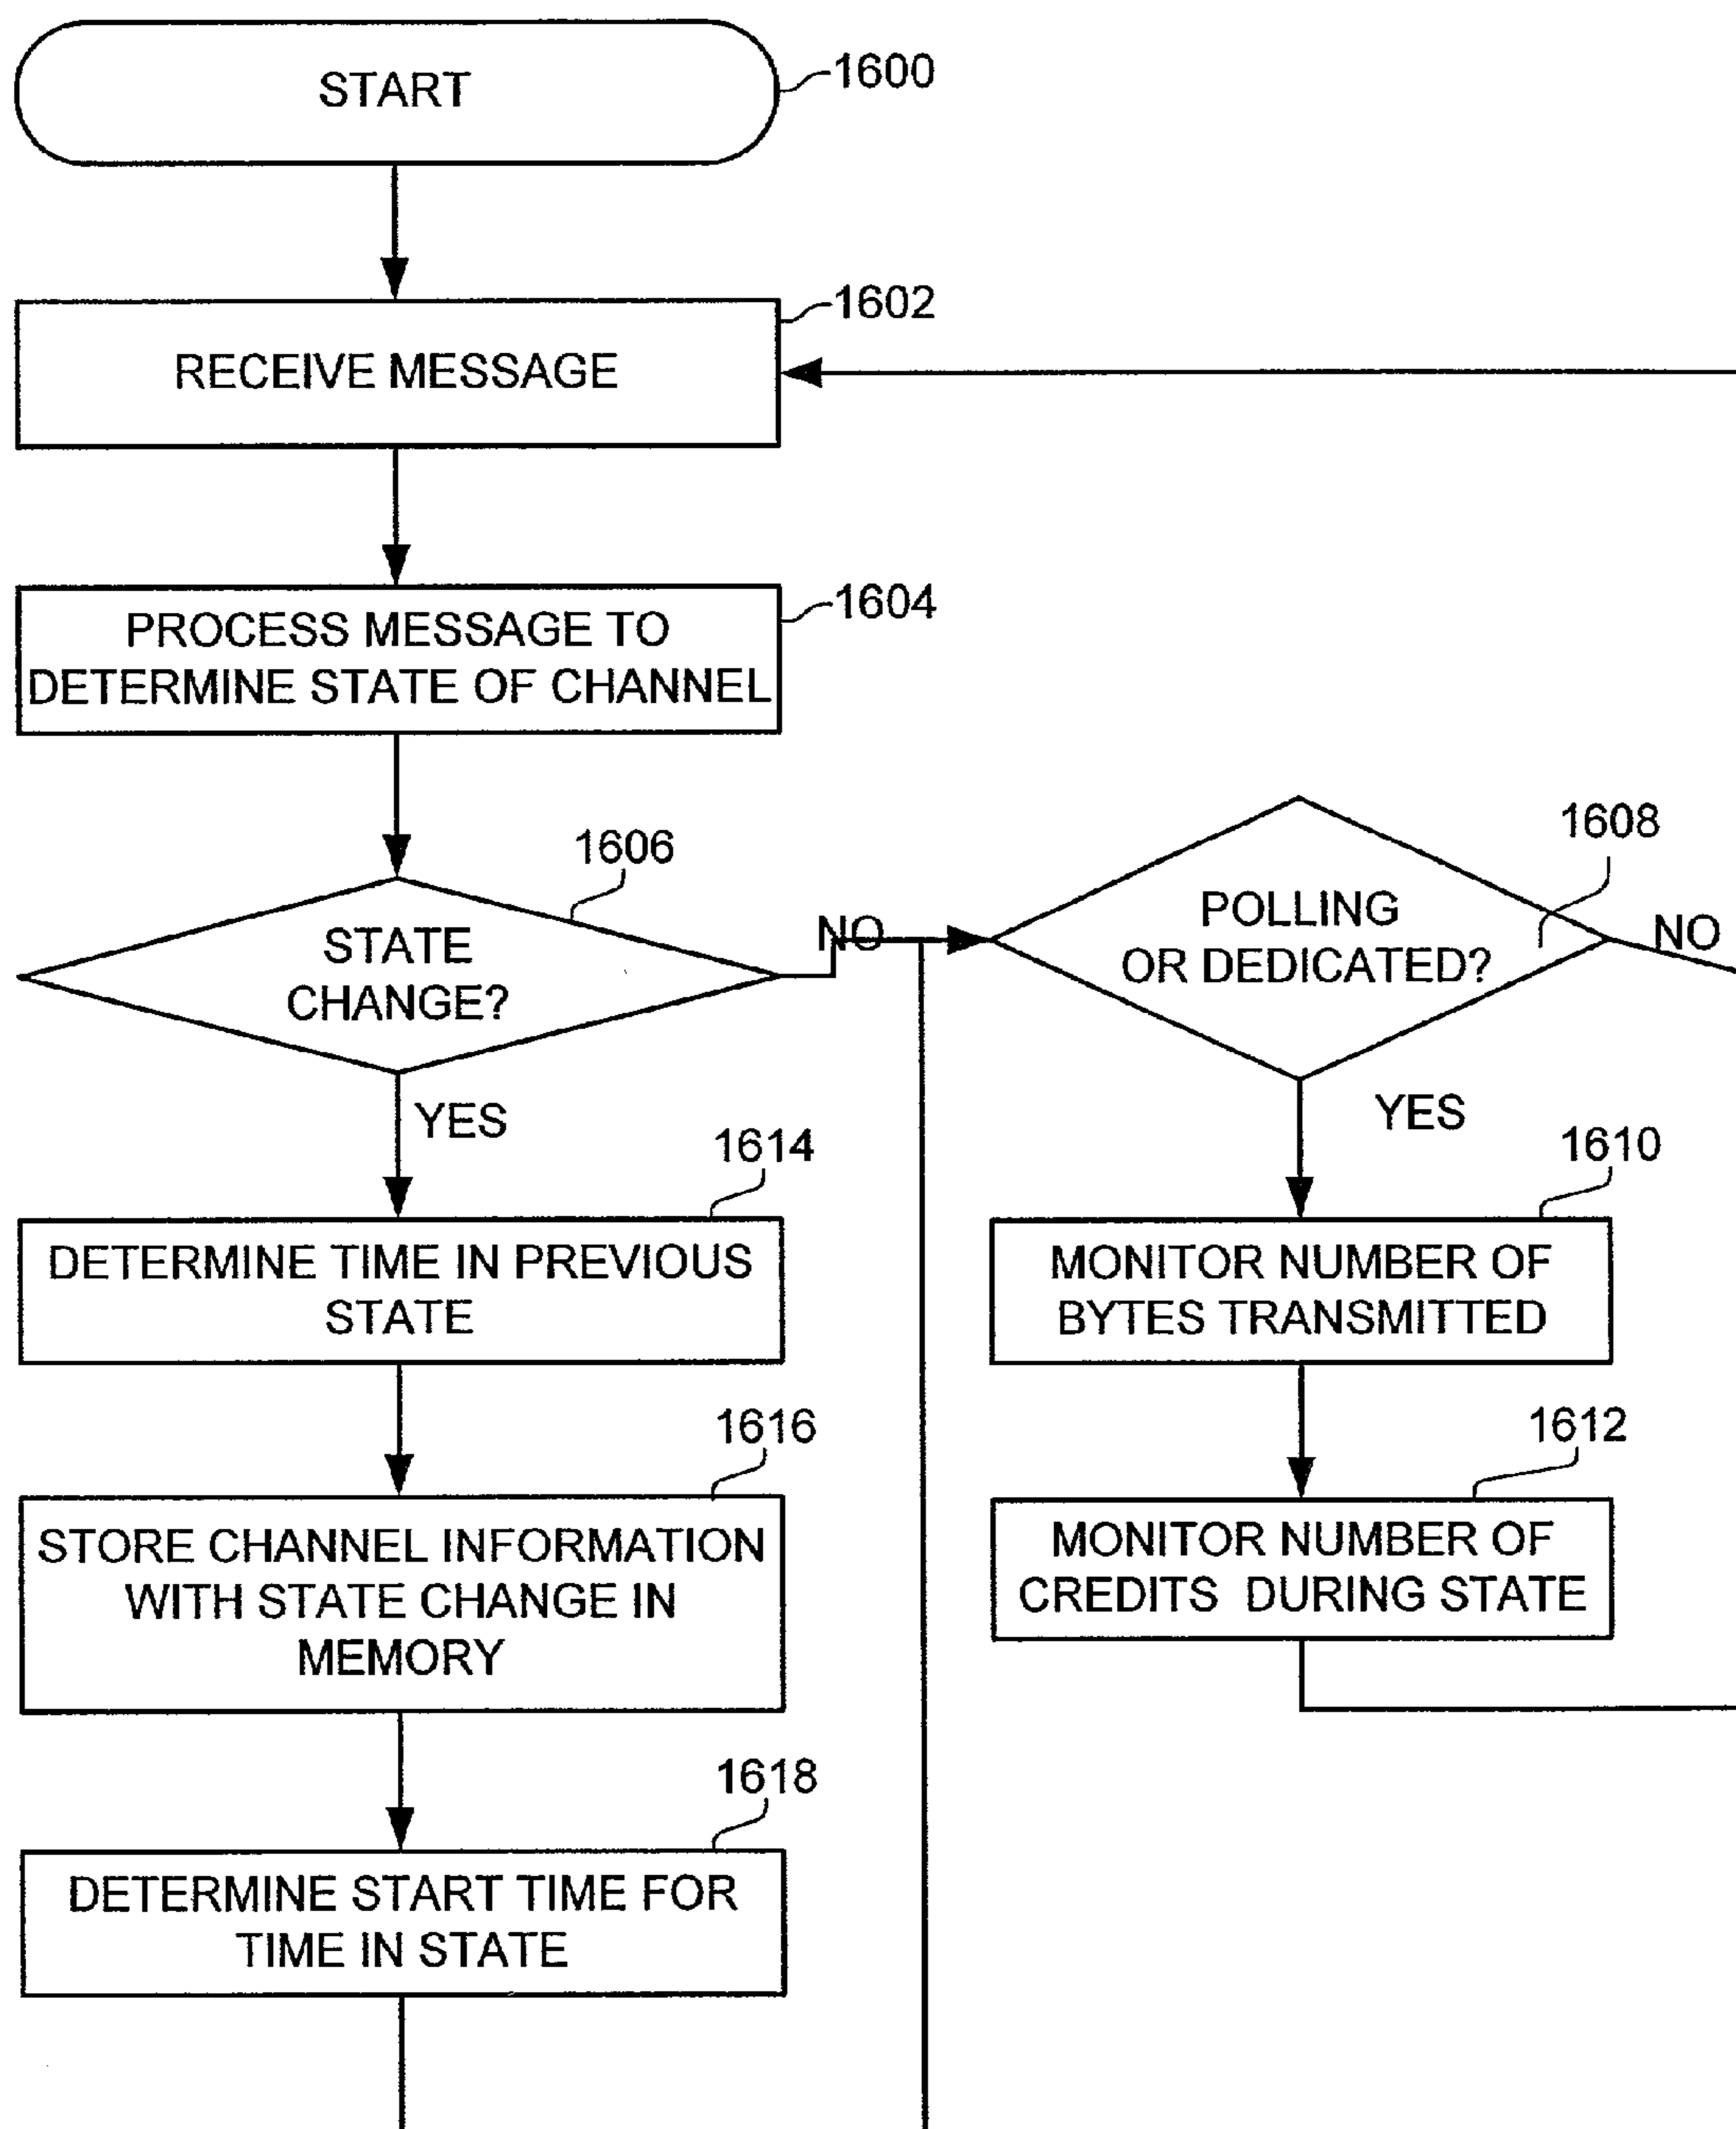 START
1600
1602
RECEIVE MESSAGE
1604
PROCESS MESSAGE TO
DETERMINE STATE OF CHANNEL
1606
STATE
CHANGE?
NO
YES
1608
POLLING
OR DEDICATED?
NO
YES
1610
MONITOR NUMBER OF
BYTES TRANSMITTED
1612
MONITOR NUMBER OF
CREDITS DURING STATE
1614
DETERMINE TIME IN PREVIOUS
STATE
1616
STORE CHANNEL INFORMATION
WITH STATE CHANGE IN
MEMORY
1618
DETERMINE START TIME FOR
TIME IN STATE